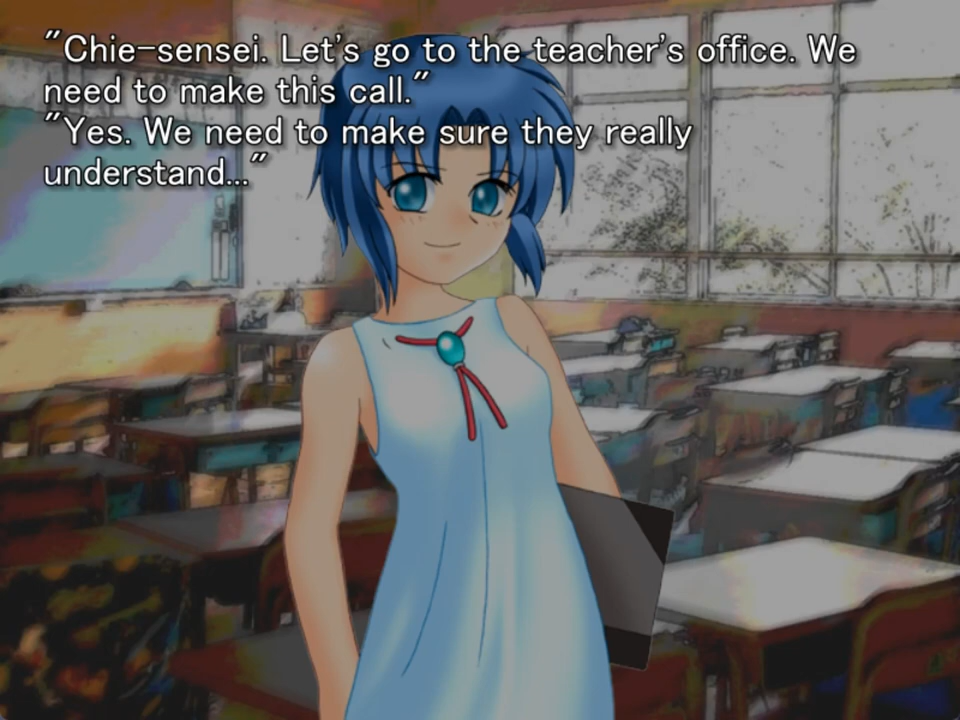 "Chie-sensei. Let's go to the teacher's office. We
need to make this call."
"Yes. We need to make sure they really
understand..."